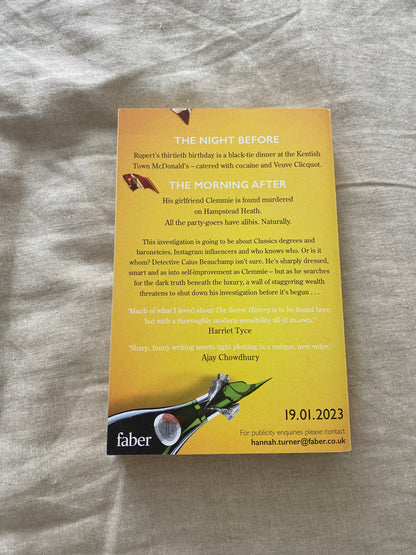 THE NIGHT BEFORE
Rupert's thirtieth birthday is a black-tie dinner at the Kentish
Town McDonald's – catered with cocaine and Veuve Clicquot.
THE MORNING AFTER
His girlfriend Clemmie is found murdered
on Hampstead Heath.
All the party-goers have alibis. Naturally.
This investigation is going to be about Classics degrees and
baronetcies, Instagram influencers and who knows who. Or is it
whom? Detective Caius Beauchamp isn't sure. He's sharply dressed,
smart and as into self-improvement as Clemmie – but as he searches
for the dark truth beneath the luxury, a wall of staggering wealth
threatens to shut down his investigation before it's begun . . .
'Much of what I loved about The Secret History is to be found here,
but with a thoroughly modern sensibility all of its own.'
Harriet Tyce
'Sharp, funny writing meets tight plotting in a unique, new voice.'
Ajay Chowdhury
19.01.2023
For publicity enquiries please contact
hannah.turner@faber.co.uk
faber